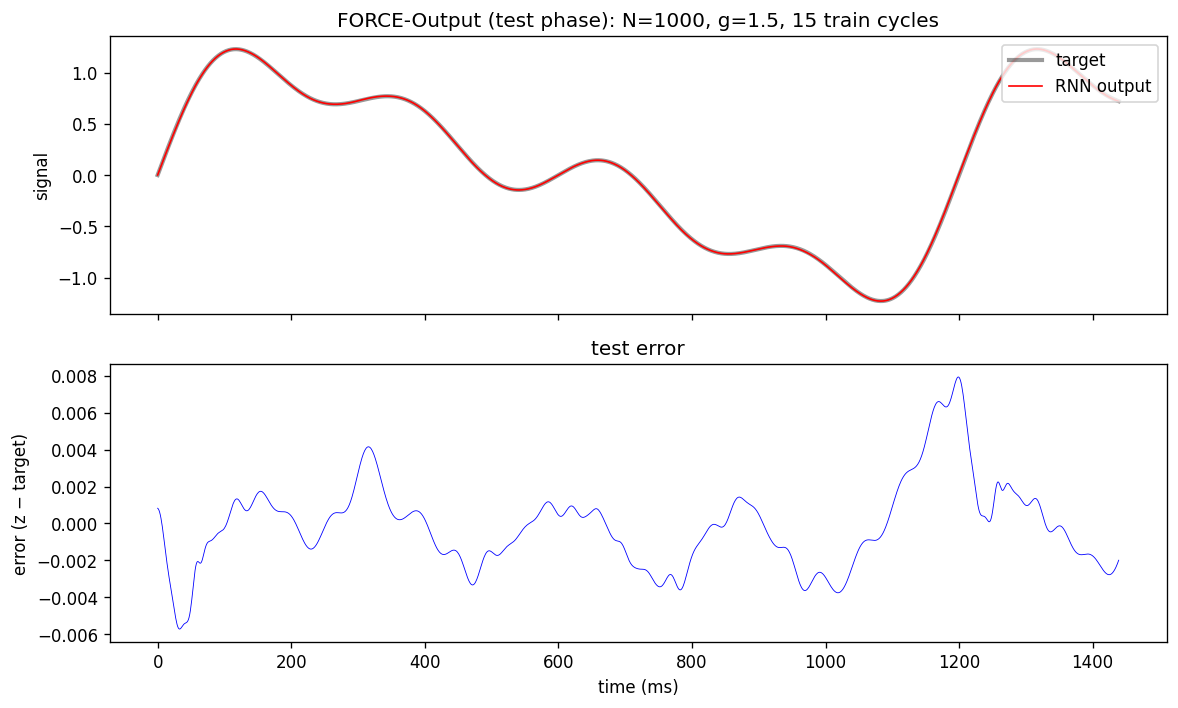 FORCE-Output (test phase): N=1000, g=1.5, 15 train cycles
target
RNN output
1.0
0.5
0.0
−0.5
−1.0
signal
test error
0.008
0.006
0.004
0.002
0.000
−0.002
−0.004
−0.006
error (z − target)
0 200 400 600 800 1000 1200 1400
time (ms)